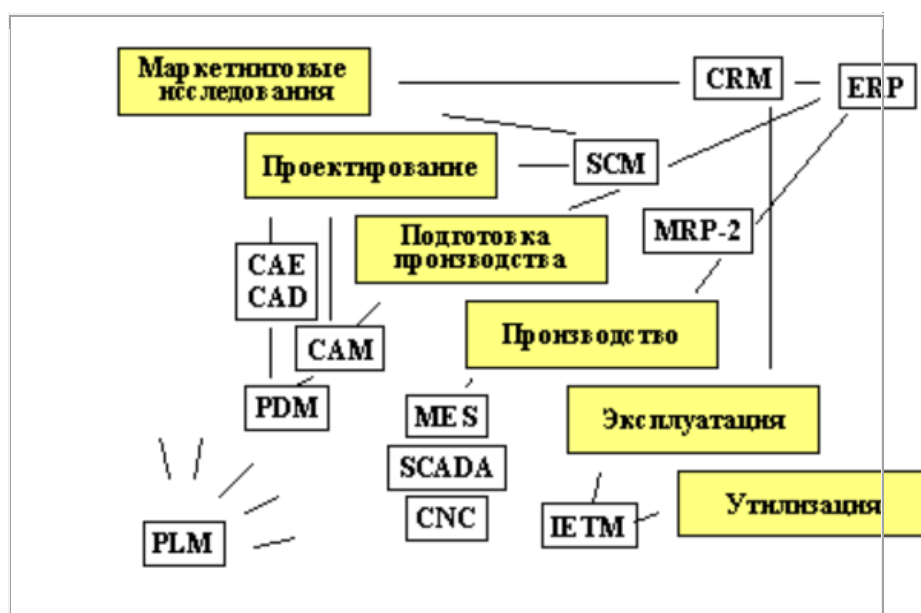 Маркетинговые
исследования
CRM
ERP
Проектирование
SCM
Подготовка
производства
MRP-2
CAE
CAD
CAM
Производство
PDM
MES
Эксплуатация
SCADA
CNC
IETM
Утилизация
PLM